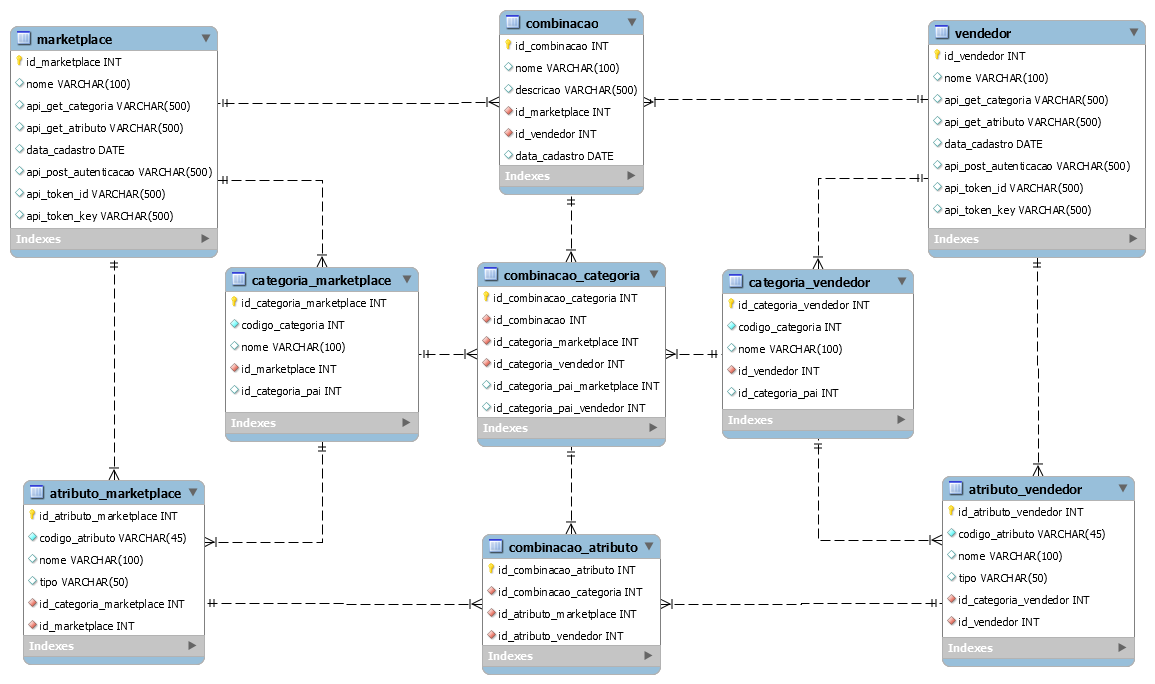 marketplace
id_marketplace INT
nome VARCHAR(100)
api_get_categoria VARCHAR(500)
api_get_atributo VARCHAR(500)
data_cadastro DATE
api_post_autenticacao VARCHAR(500)
api_token_id VARCHAR(500)
api_token_key VARCHAR(500)
Indexes
combinacao
id_combinacao INT
nome VARCHAR(100)
descricao VARCHAR(500)
id_marketplace INT
id_vendedor INT
data_cadastro DATE
Indexes
vendedor
id_vendedor INT
nome VARCHAR(100)
api_get_categoria VARCHAR(500)
api_get_atributo VARCHAR(500)
data_cadastro DATE
api_post_autenticacao VARCHAR(500)
api_token_id VARCHAR(500)
api_token_key VARCHAR(500)
Indexes
categoria_marketplace
id_categoria_marketplace INT
codigo_categoria INT
nome VARCHAR(100)
id_marketplace INT
id_categoria_pai INT
Indexes
combinacao_categoria
id_combinacao_categoria INT
id_combinacao INT
id_categoria_marketplace INT
id_categoria_vendedor INT
id_categoria_pai_marketplace INT
id_categoria_pai_vendedor INT
Indexes
categoria_vendedor
id_categoria_vendedor INT
codigo_categoria INT
nome VARCHAR(100)
id_vendedor INT
id_categoria_pai INT
Indexes
atributo_marketplace
id_atributo_marketplace INT
codigo_atributo VARCHAR(45)
nome VARCHAR(100)
tipo VARCHAR(50)
id_categoria_marketplace INT
id_marketplace INT
Indexes
combinacao_atributo
id_combinacao_atributo INT
id_combinacao_categoria INT
id_atributo_marketplace INT
id_atributo_vendedor INT
Indexes
atributo_vendedor
id_atributo_vendedor INT
codigo_atributo VARCHAR(45)
nome VARCHAR(100)
tipo VARCHAR(50)
id_categoria_vendedor INT
id_vendedor INT
Indexes